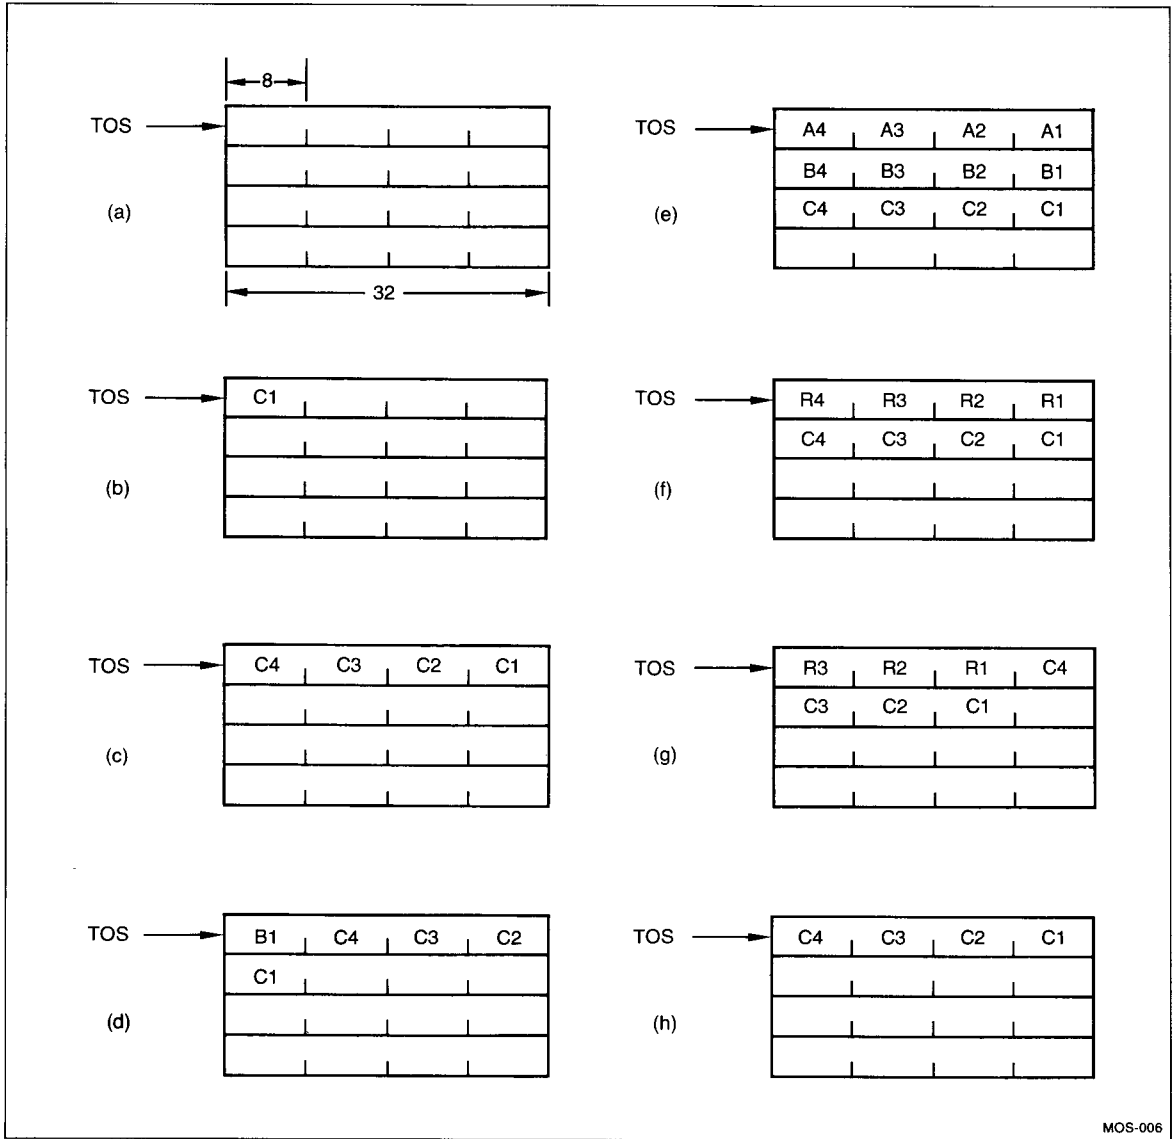 8
TOS
(a)
32
TOS
C1
(b)
TOS
C4 C3 C2 C1
(c)
TOS
B1 C4 C3 C2
C1
(d)
TOS
A4 A3 A2 A1
B4 B3 B2 B1
C4 C3 C2 C1
(e)
TOS
R4 R3 R2 R1
C4 C3 C2 C1
(f)
TOS
R3 R2 R1 C4
C3 C2 C1
(g)
TOS
C4 C3 C2 C1
(h)
MOS-006